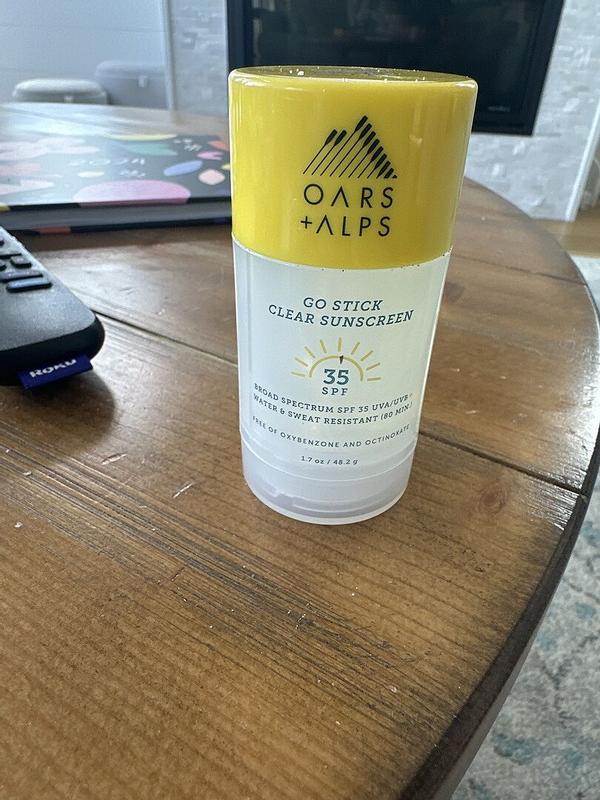 OARS
+ALPS
GO STICK
CLEAR SUNSCREEN
35
SPF
BROAD SPECTRUM SPF 35 UVA/UVB
WATER & SWEAT RESISTANT (80 MIN.)
FREE OF OXYBENZONE AND OCTINOXATE
1.7 oz / 48.2 g
ROKU